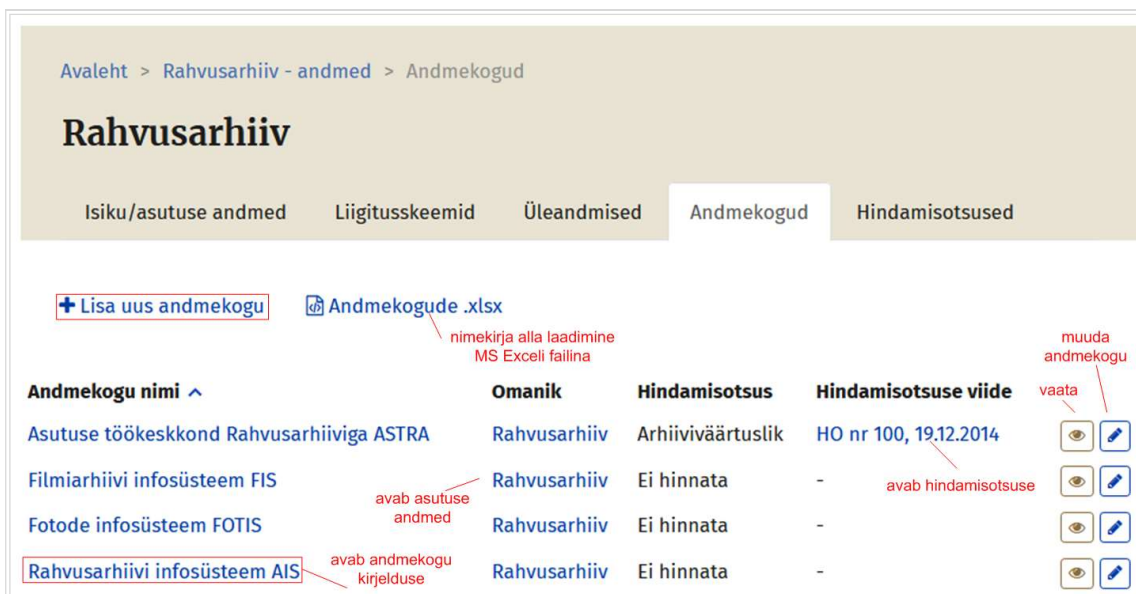 Avaleht > Rahvusarhiiv - andmed > Andmekogud
Rahvusarhiiv
Isiku/asutuse andmed Liigitusskeemid Üleandmised Andmekogud Hindamisotsused
Lisa uus andmekogu Andmekogude .xlsx
nimekirja alla laadimine
MS Exceli failina
muuda
andmekogu
vaata
Andmekogu nimi Omanik Hindamisotsus Hindamisotsuse viide
Asutuse töökeskkond Rahvusarhiiviga ASTRA Rahvusarhiiv Arhiiviväärtuslik HO nr 100, 19.12.2014
Filmiarhiivi infosüsteem FIS Rahvusarhiiv Ei hinnata -
avab asutuse
andmed
avab hindamisotsuse
Fotode infosüsteem FOTIS Rahvusarhiiv Ei hinnata -
Rahvusarhiivi infosüsteem AIS Rahvusarhiiv Ei hinnata -
avab andmekogu
kirjelduse